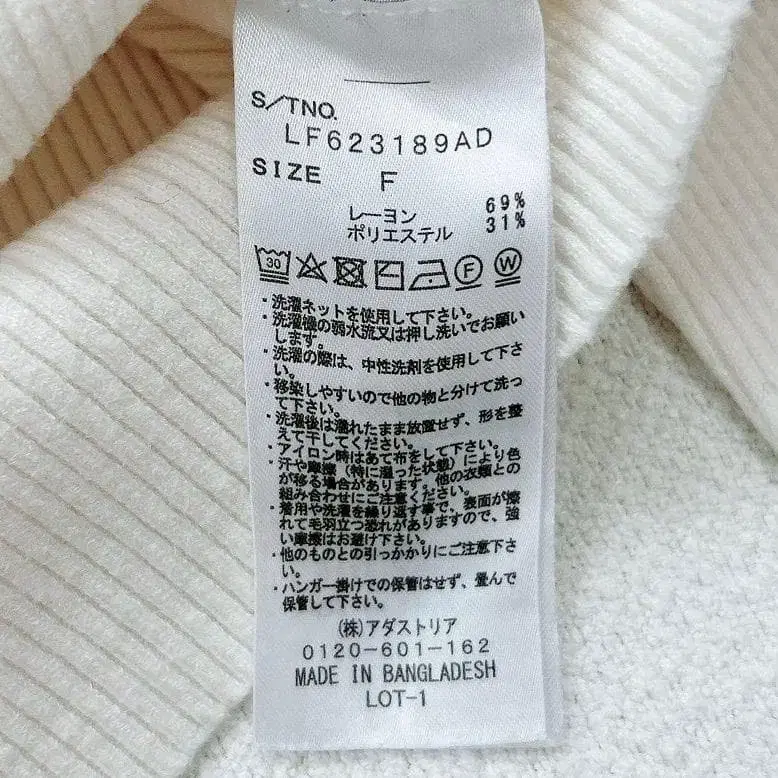 S/TNO.
LF623189AD
SIZE F
レーヨン 69%
ポリエステル 31%
30 F W
・洗濯ネットを使用して下さい。
・洗濯機の弱水流又は押し洗いでお願い
します。
・洗濯の際は、中性洗剤を使用して下さ
い。
・移染しやすいので他の物と分けて洗っ
て下さい。
・洗濯後は濡れたまま放置せず、形を整
えて干してください。
・アイロン時はあて布をして下さい。
・汗や摩擦（特に湿った状態）により色
が移る場合があります。他の衣類との
組み合わせにご注意ください。
・着用や洗濯を繰り返す事で、表面が擦
れて毛羽立つ恐れがありますので、強
い摩擦はお避け下さい。
・他のものとの引っかかりにご注意下さ
い。
・ハンガー掛けでの保管はせず、畳んで
保管して下さい。
(株)アダストリア
0120-601-162
MADE IN BANGLADESH
LOT-1